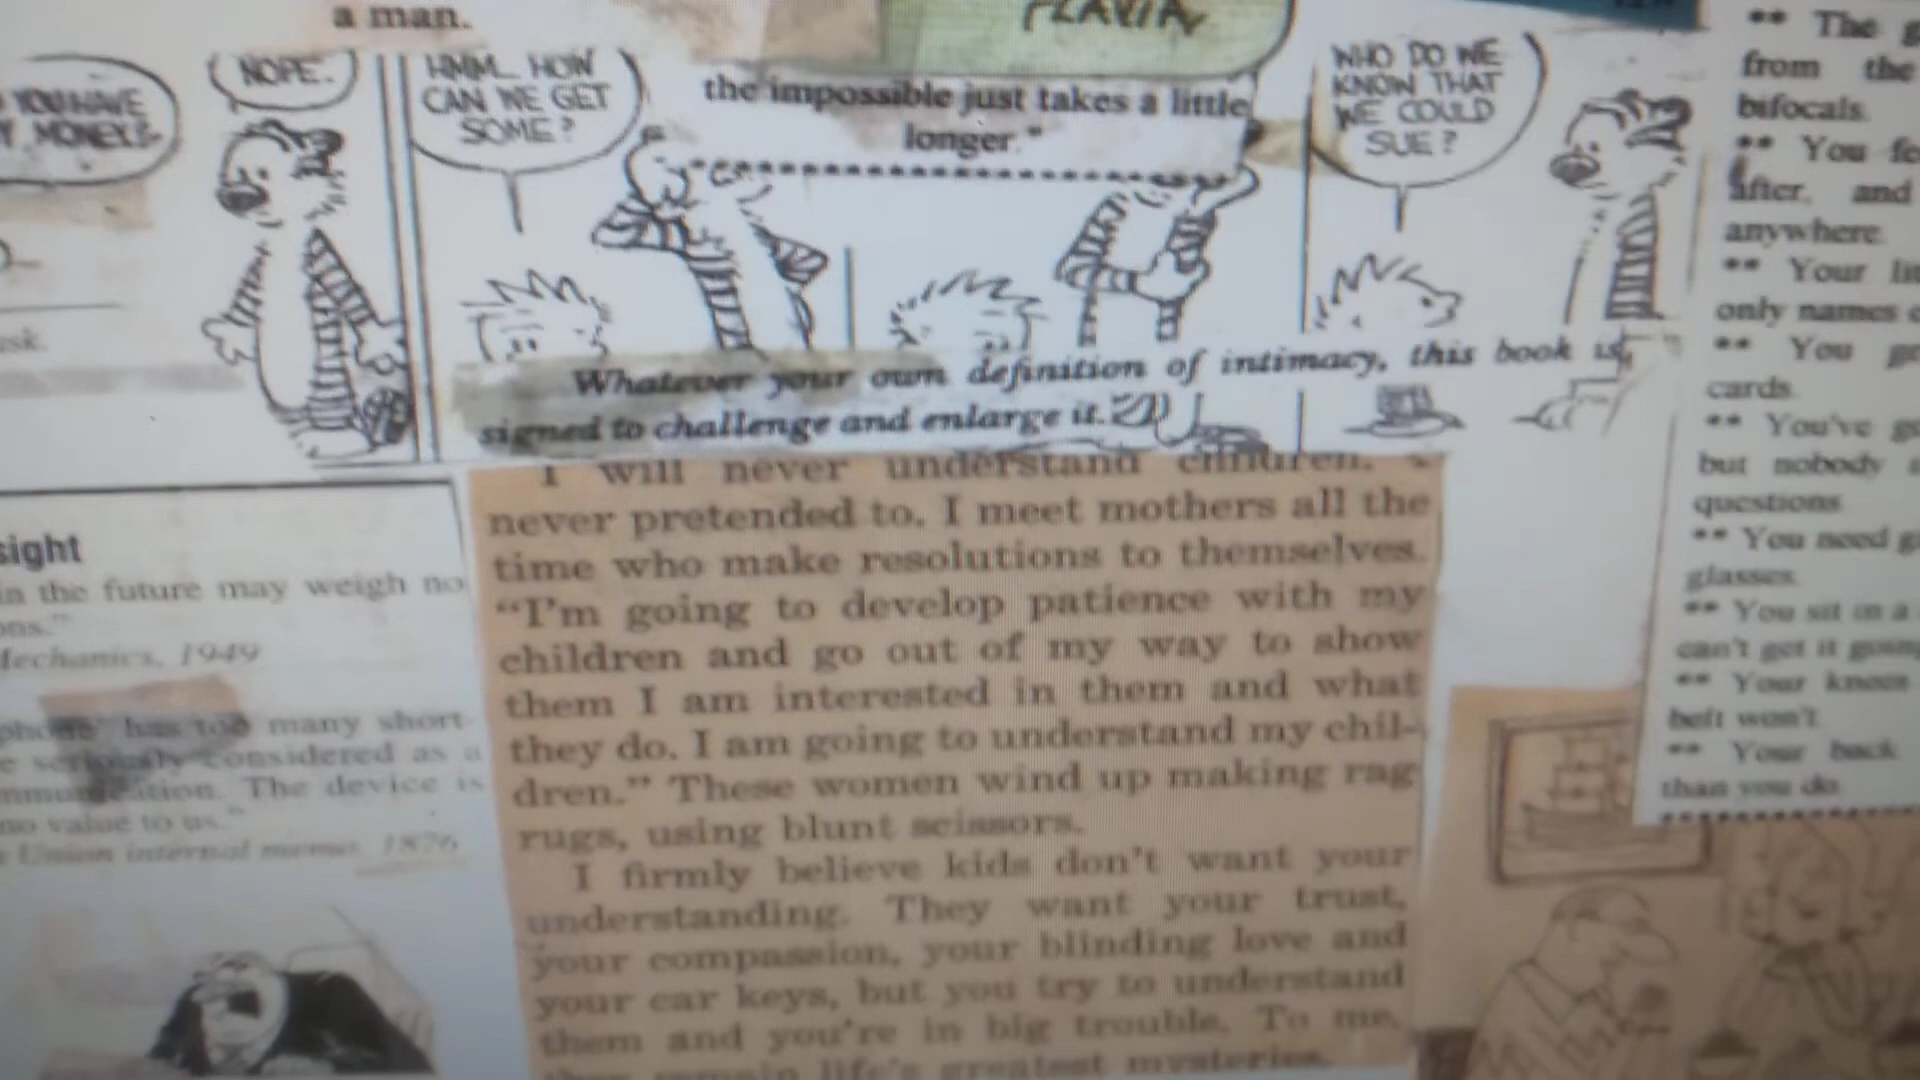 a man.
FLAVIA
YOU HAVE
MONEY?
NOPE.
HMM... HOW
CAN WE GET
SOME?
the impossible just takes a little
longer."
WHO DO WE
KNOW THAT
WE COULD
SUE?
Whatever your own definition of intimacy, this book is
signed to challenge and enlarge it.
I will never understand children.
never pretended to. I meet mothers all the
time who make resolutions to themselves.
"I'm going to develop patience with my
children and go out of my way to show
them I am interested in them and what
they do. I am going to understand my chil-
dren." These women wind up making rag
rugs, using blunt scissors.
I firmly believe kids don't want your
understanding. They want your trust,
your compassion, your blinding love and
your car keys, but you try to understand
them and you're in big trouble. To me,
they remain life's greatest mysteries.
sight
in the future may weigh no
ons."
Mechanics, 1949
phone' has too many short-
seriously considered as a
mmunication. The device is
no value to us."
Union internal memo, 1876
** The
from the
bifocals.
** You
after, and
anywhere.
** Your
only names
** You
cards.
** You've
but nobody
questions.
** You need
glasses.
** You sit in a
can't get it going
** Your knees
belt won't.
** Your back
than you do.